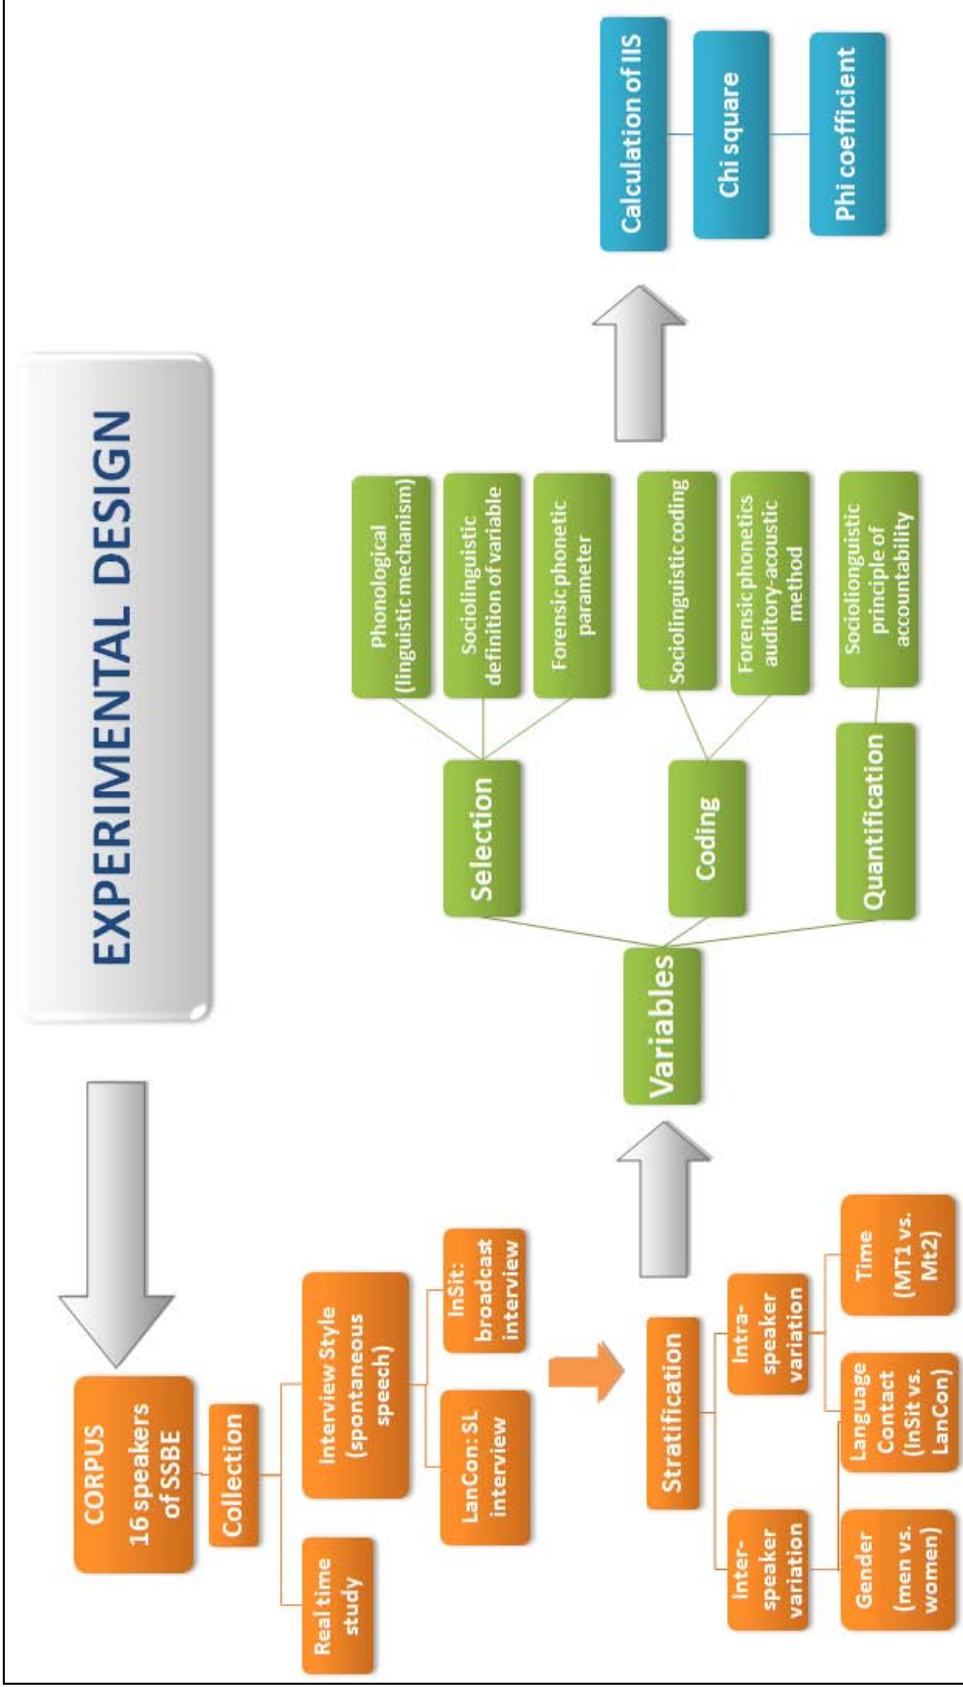 EXPERIMENTAL DESIGN
CORPUS
16 speakers
of SSBE
Collection
Real time
study
Interview Style
(spontaneous
speech)
LanCon: SL
interview
InSit:
broadcast
interview
Stratification
Inter-
speaker
variation
Intra-
speaker
variation
Gender
(men vs.
women)
Language
Contact
(InSit vs.
LanCon)
Time
(MT1 vs.
Mt2)
Variables
Selection
Phonological
(linguistic mechanism)
Sociolinguistic
definition of variable
Forensic phonetic
parameter
Coding
Sociolinguistic coding
Forensic phonetics
auditory-acoustic
method
Quantification
Sociolionguistic
principle of
accountability
Calculation of IIS
Chi square
Phi coefficient